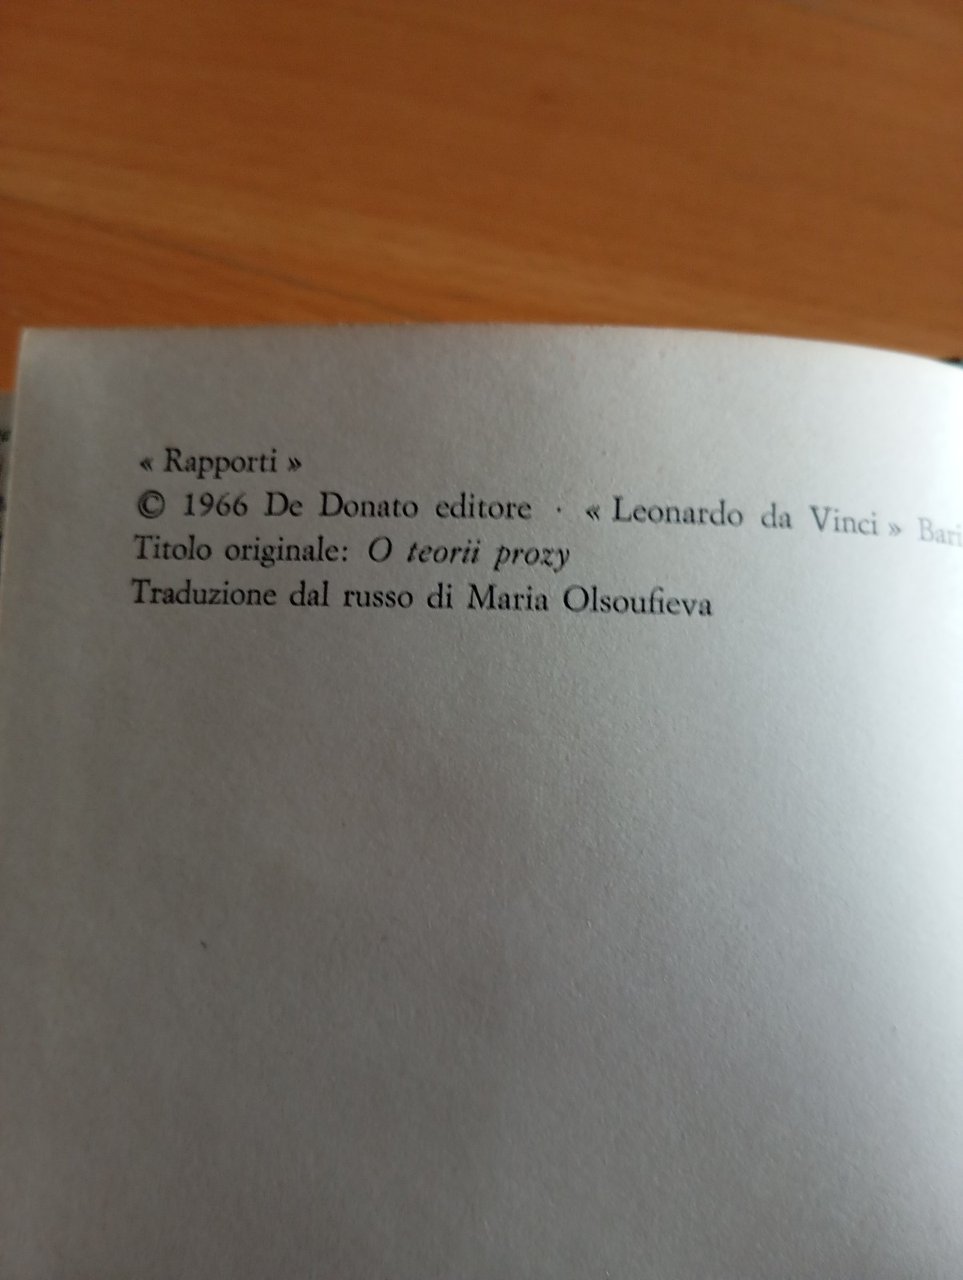 « Rapporti »
© 1966 De Donato editore · « Leonardo da Vinci » Bari
Titolo originale: O teorii prozy
Traduzione dal russo di Maria Olsoufieva